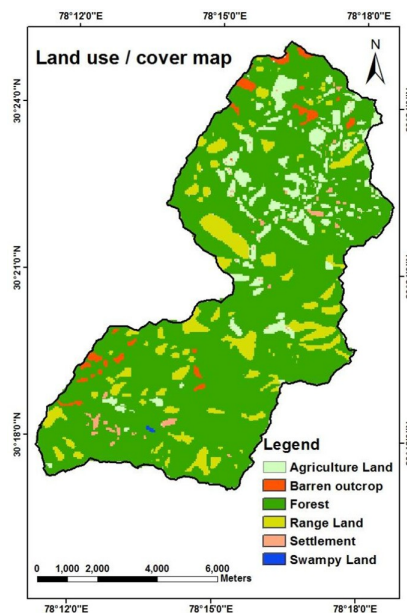 78°12'0"E 78°15'0"E 78°18'0"E
Land use / cover map
N
30°24'0"N
30°21'0"N
30°18'0"N
Legend
Agriculture Land
Barren outcrop
Forest
Range Land
Settlement
Swampy Land
0 1,000 2,000 4,000 6,000
Meters
78°12'0"E 78°15'0"E 78°18'0"E